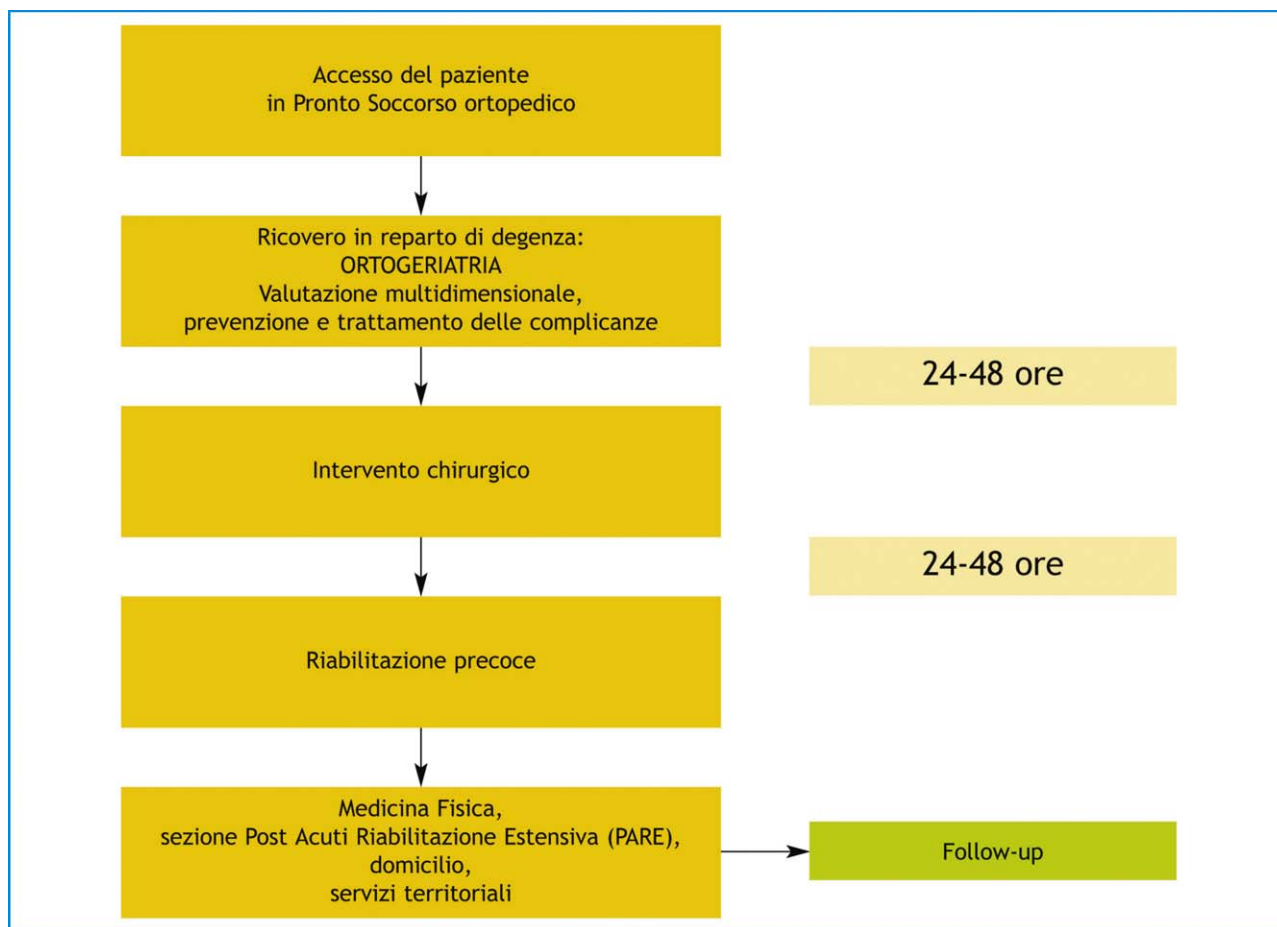 Accesso del paziente
in Pronto Soccorso ortopedico
Ricovero in reparto di degenza:
ORTOGERIATRIA
Valutazione multidimensionale,
prevenzione e trattamento delle complicanze
24-48 ore
Intervento chirurgico
24-48 ore
Riabilitazione precoce
Medicina Fisica,
sezione Post Acuti Riabilitazione Estensiva (PARE),
domicilio,
servizi territoriali
Follow-up